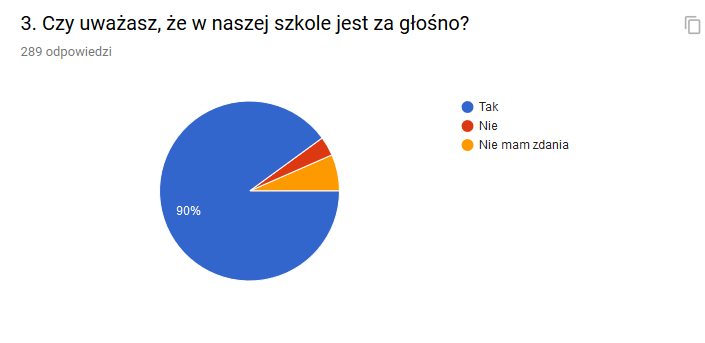 3. Czy uważasz, że w naszej szkole jest za głośno?
289 odpowiedzi
Tak
Nie
Nie mam zdania
90%